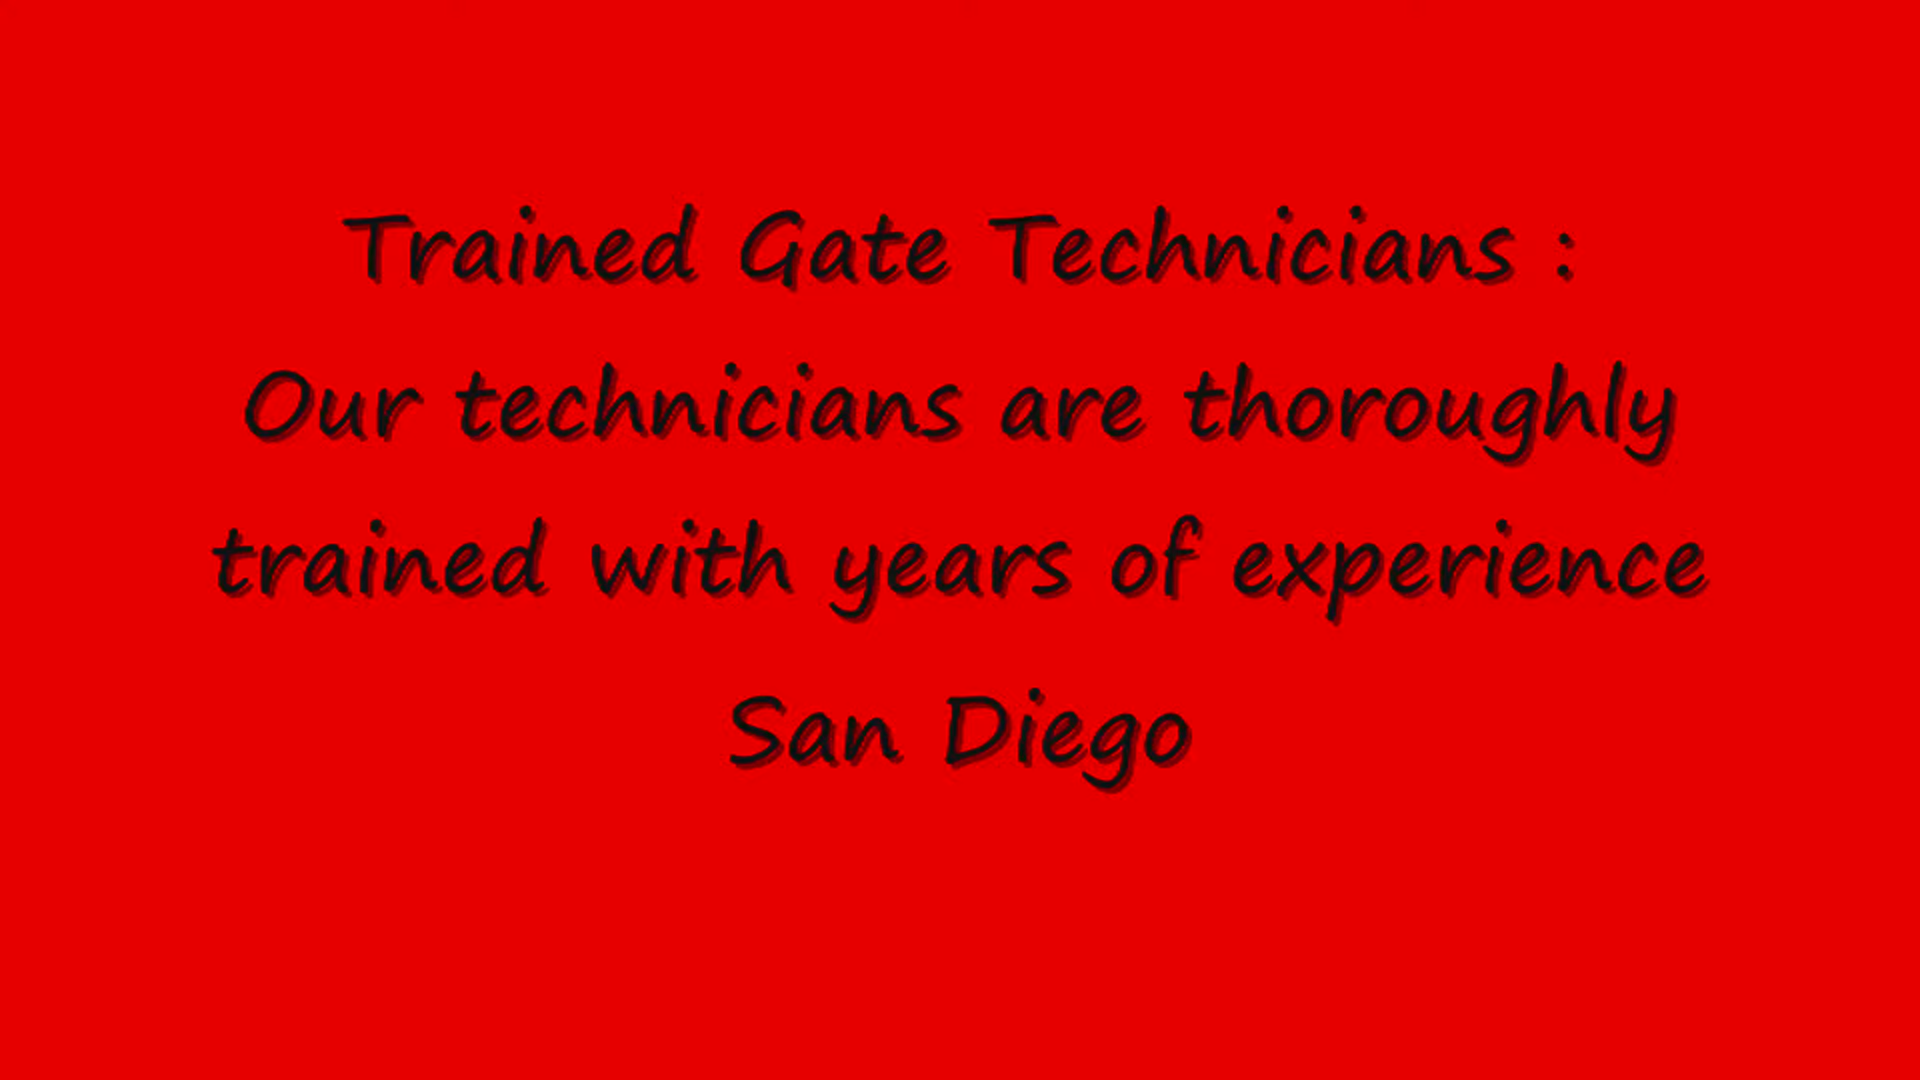 Trained Gate Technicians :
Our technicians are thoroughly
trained with years of experience
San Diego